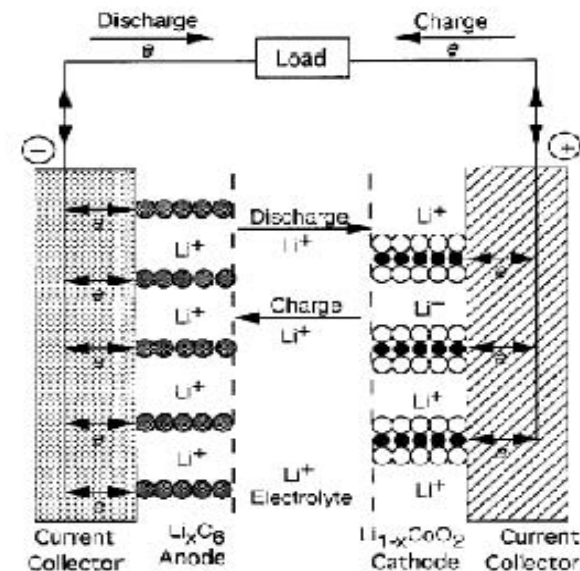 Discharge
Charge
e
Load
e
−
+
Li⁺
e
e
Discharge
Li⁺
Li⁺
e
Charge
Li⁺
Li⁺
Li⁻
e
e
Li⁺
Li⁺
e
e
Li⁺
Li⁺
Electrolyte
Li⁺
e
Current
Collector
LiₓC₆
Anode
Li₁₋ₓCoO₂
Cathode
Current
Collector